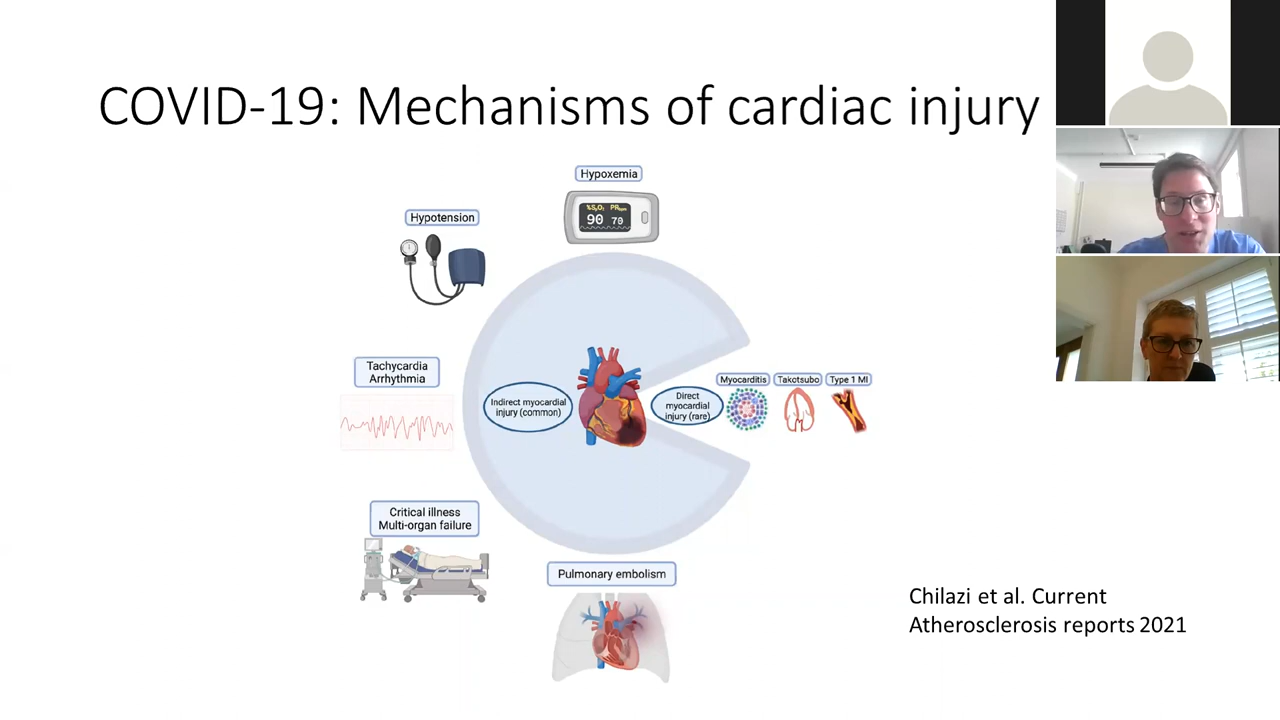 COVID-19: Mechanisms of cardiac injury
Hypoxemia
%SpO₂ PRbpm
90 70
Hypotension
Tachycardia
Arrhythmia
Indirect myocardial
injury (common)
Direct
myocardial
injury (rare)
Myocarditis
Takotsubo
Type 1 MI
Critical illness
Multi-organ failure
Pulmonary embolism
Chilazi et al. Current
Atherosclerosis reports 2021